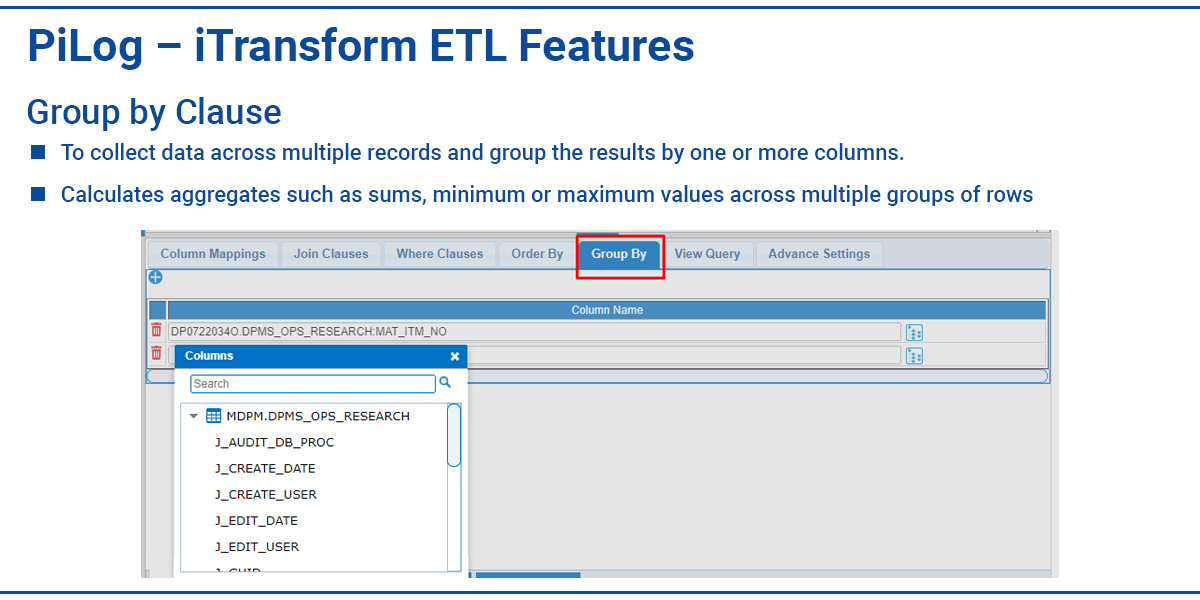 PiLog – iTransform ETL Features
Group by Clause
To collect data across multiple records and group the results by one or more columns.
Calculates aggregates such as sums, minimum or maximum values across multiple groups of rows
Column Mappings Join Clauses Where Clauses Order By Group By View Query Advance Settings
Column Name
DP0722034O.DPMS_OPS_RESEARCH:MAT_ITM_NO
Columns
Search
MDPM.DPMS_OPS_RESEARCH
J_AUDIT_DB_PROC
J_CREATE_DATE
J_CREATE_USER
J_EDIT_DATE
J_EDIT_USER